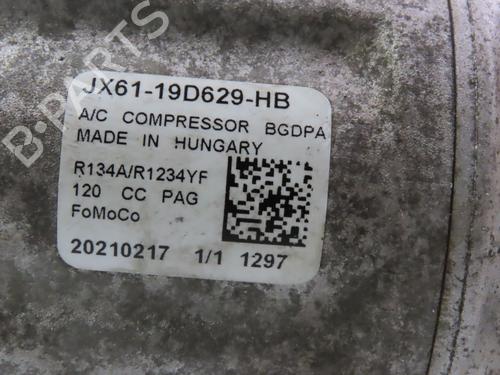 B-PARTS
JX61-19D629-HB
A/C COMPRESSOR BGDPA
MADE IN HUNGARY
R134A/R1234YF
120 CC PAG
FoMoCo
20210217 1/1 1297